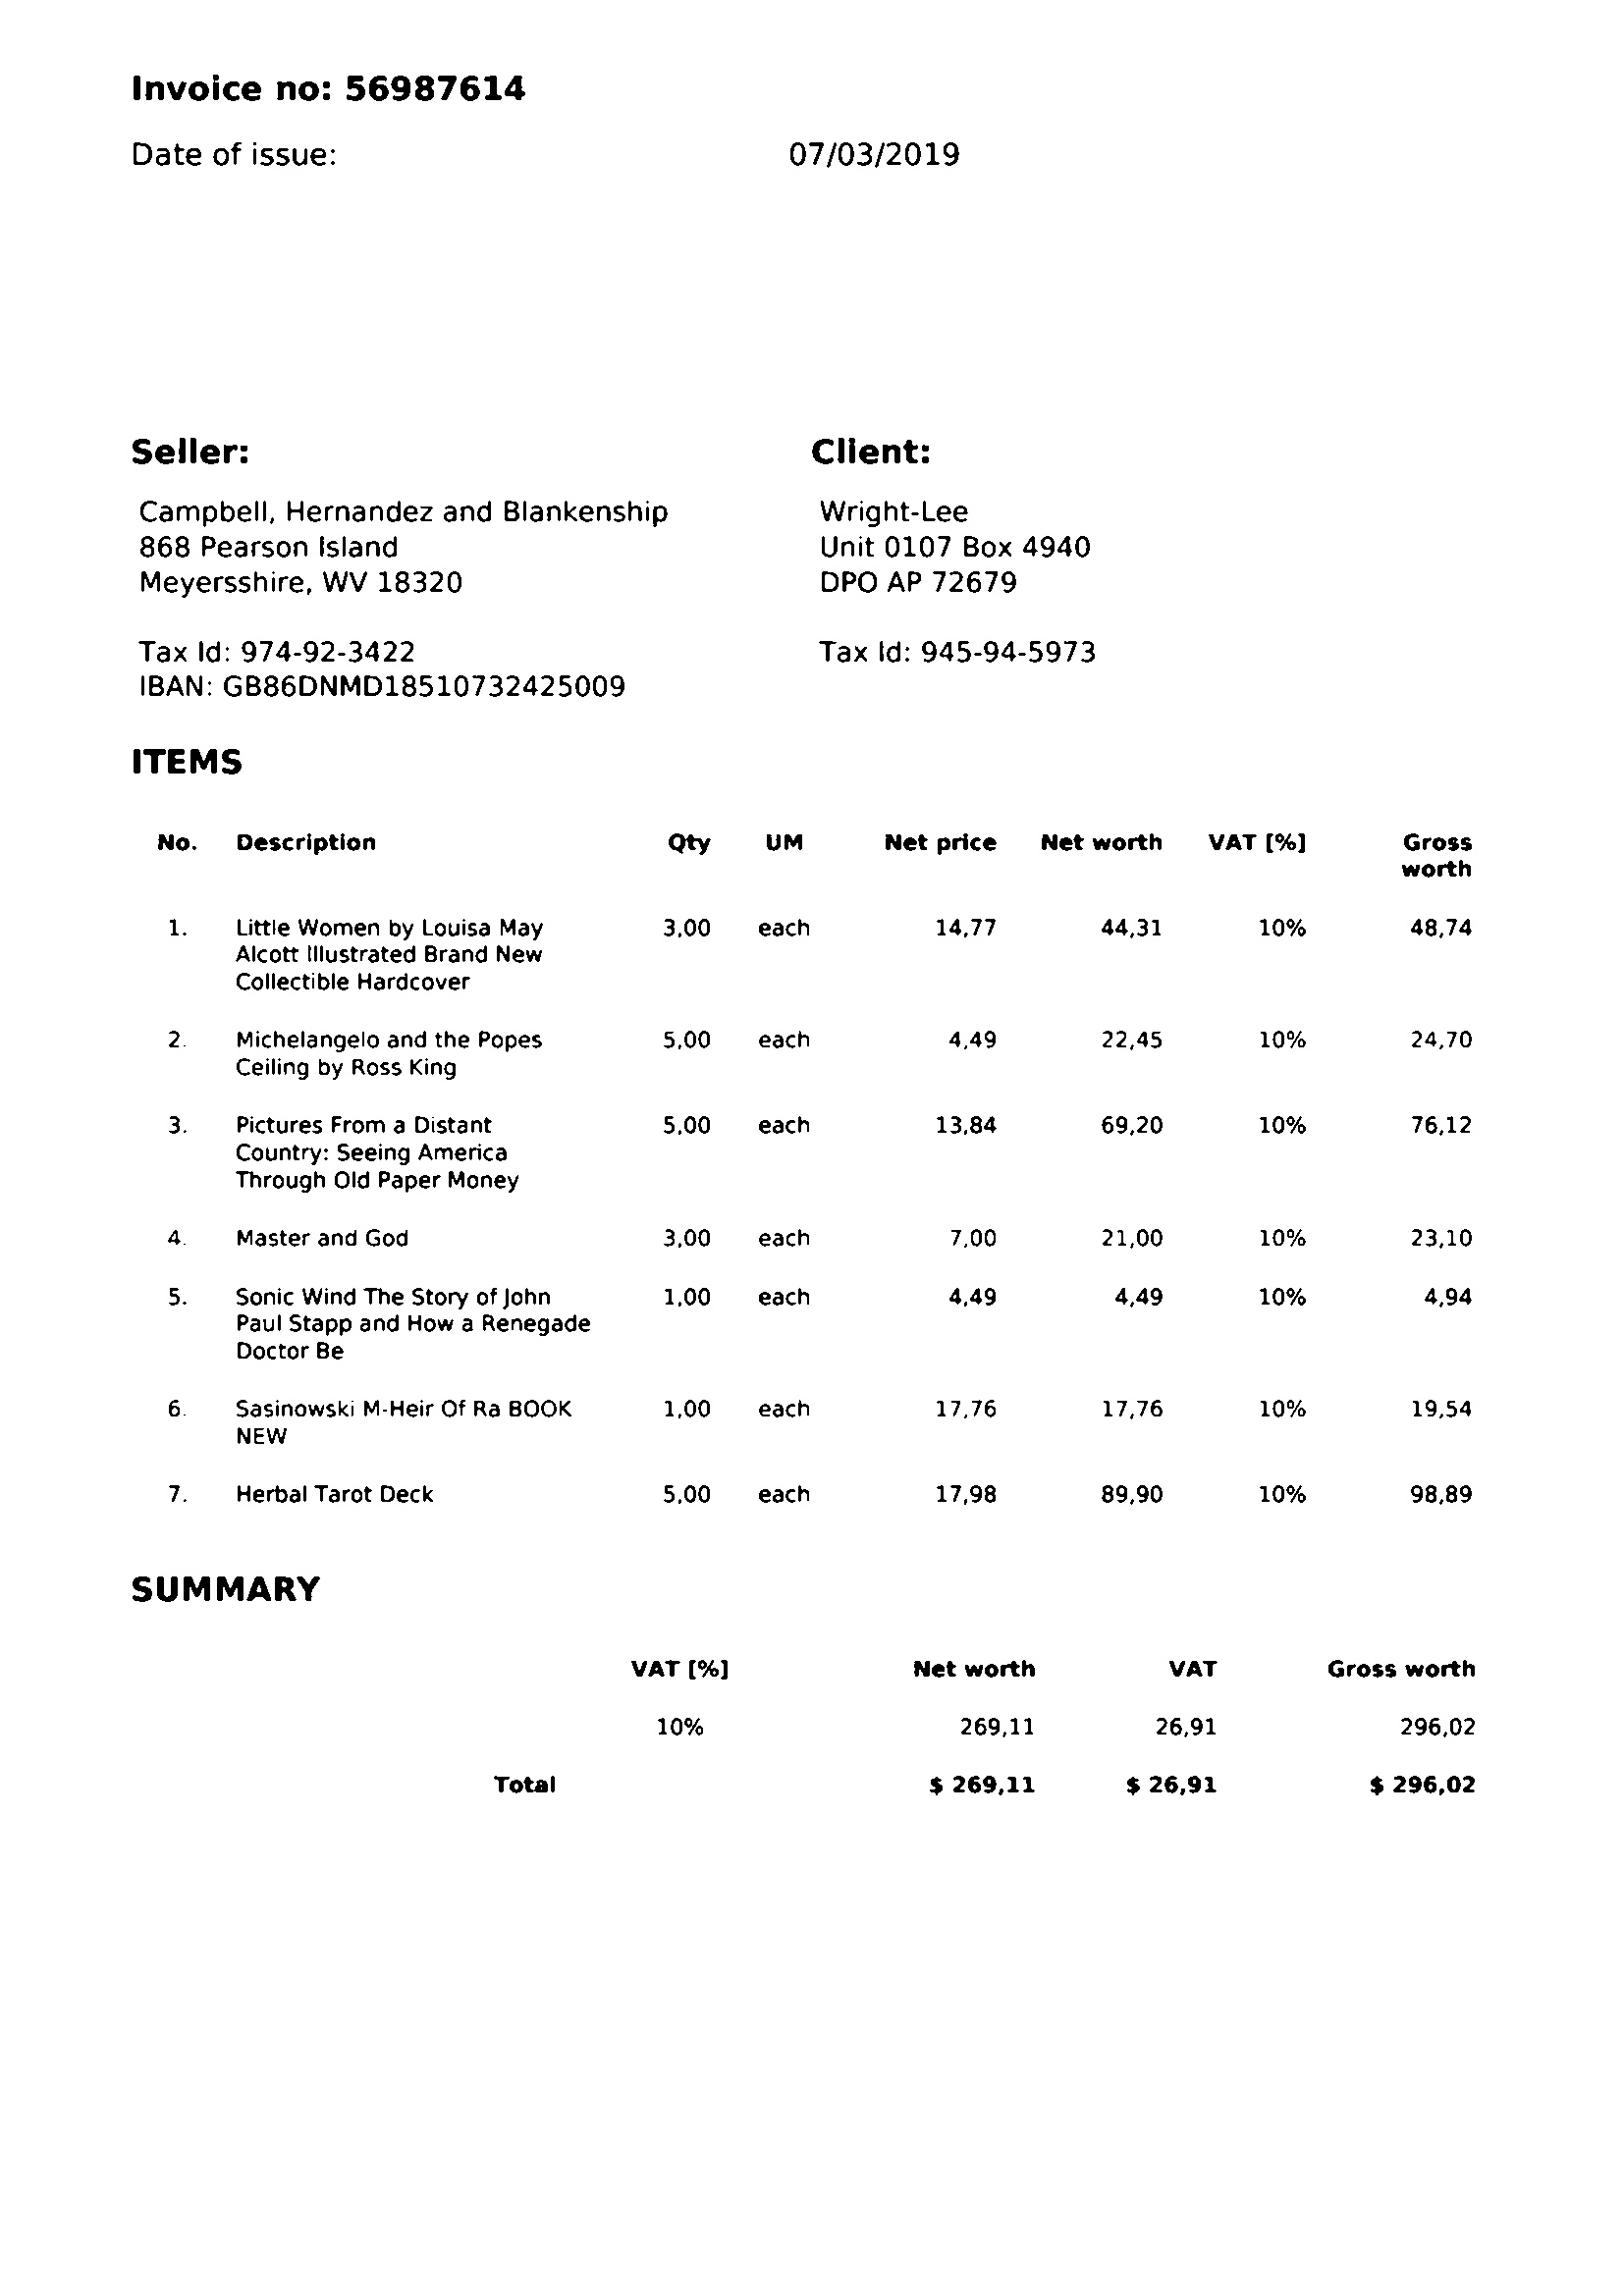 Invoice no: 56987614
Date of issue: 07/03/2019
Seller: Client:
Campbell, Hernandez and Blankenship Wright-Lee
868 Pearson Island Unit 0107 Box 4940
Meyersshire, WV 18320 DPO AP 72679
Tax Id: 974-92-3422 Tax Id: 945-94-5973
IBAN: GB86DNMD18510732425009
ITEMS
No. Description Qty UM Net price Net worth VAT [%] Gross
worth
1. Little Women by Louisa May 3,00 each 14,77 44,31 10% 48,74
Alcott Illustrated Brand New
Collectible Hardcover
2. Michelangelo and the Popes 5,00 each 4,49 22,45 10% 24,70
Ceiling by Ross King
3. Pictures From a Distant 5,00 each 13,84 69,20 10% 76,12
Country: Seeing America
Through Old Paper Money
4. Master and God 3,00 each 7,00 21,00 10% 23,10
5. Sonic Wind The Story of John 1,00 each 4,49 4,49 10% 4,94
Paul Stapp and How a Renegade
Doctor Be
6. Sasinowski M-Heir Of Ra BOOK 1,00 each 17,76 17,76 10% 19,54
NEW
7. Herbal Tarot Deck 5,00 each 17,98 89,90 10% 98,89
SUMMARY
VAT [%] Net worth VAT Gross worth
10% 269,11 26,91 296,02
Total $ 269,11 $ 26,91 $ 296,02